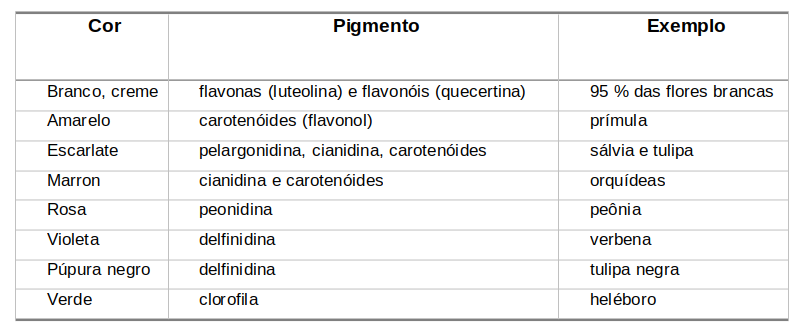 Cor Pigmento Exemplo
Branco, creme flavonas (luteolina) e flavonóis (quecertina) 95 % das flores brancas
Amarelo carotenóides (flavonol) prímula
Escarlate pelargonidina, cianidina, carotenóides sálvia e tulipa
Marron cianidina e carotenóides orquídeas
Rosa peonidina peônia
Violeta delfinidina verbena
Púpura negro delfinidina tulipa negra
Verde clorofila heléboro